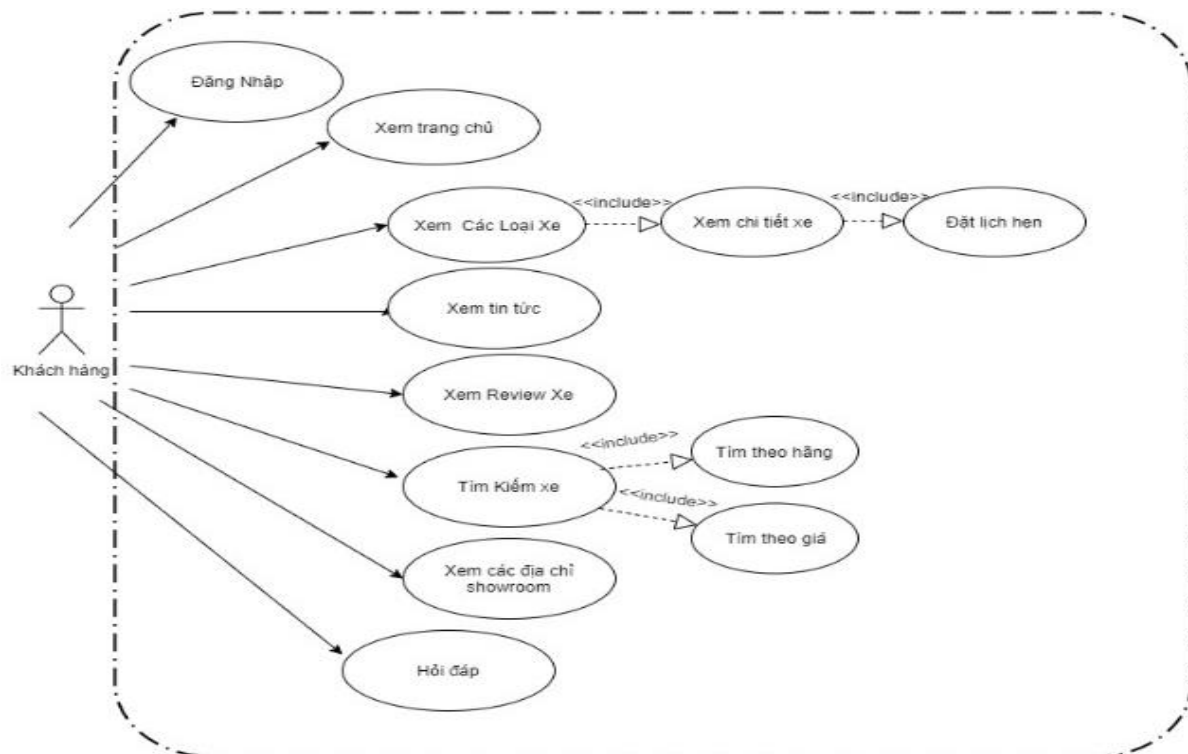 Đăng Nhập
Xem trang chủ
Xem Các Loại Xe
<<include>>
Xem chi tiết xe
<<include>>
Đặt lịch hẹn
Xem tin tức
Khách hàng
Xem Review Xe
<<include>>
Tìm theo hãng
Tìm Kiếm xe
<<include>>
Tìm theo giá
Xem các địa chỉ
showroom
Hỏi đáp